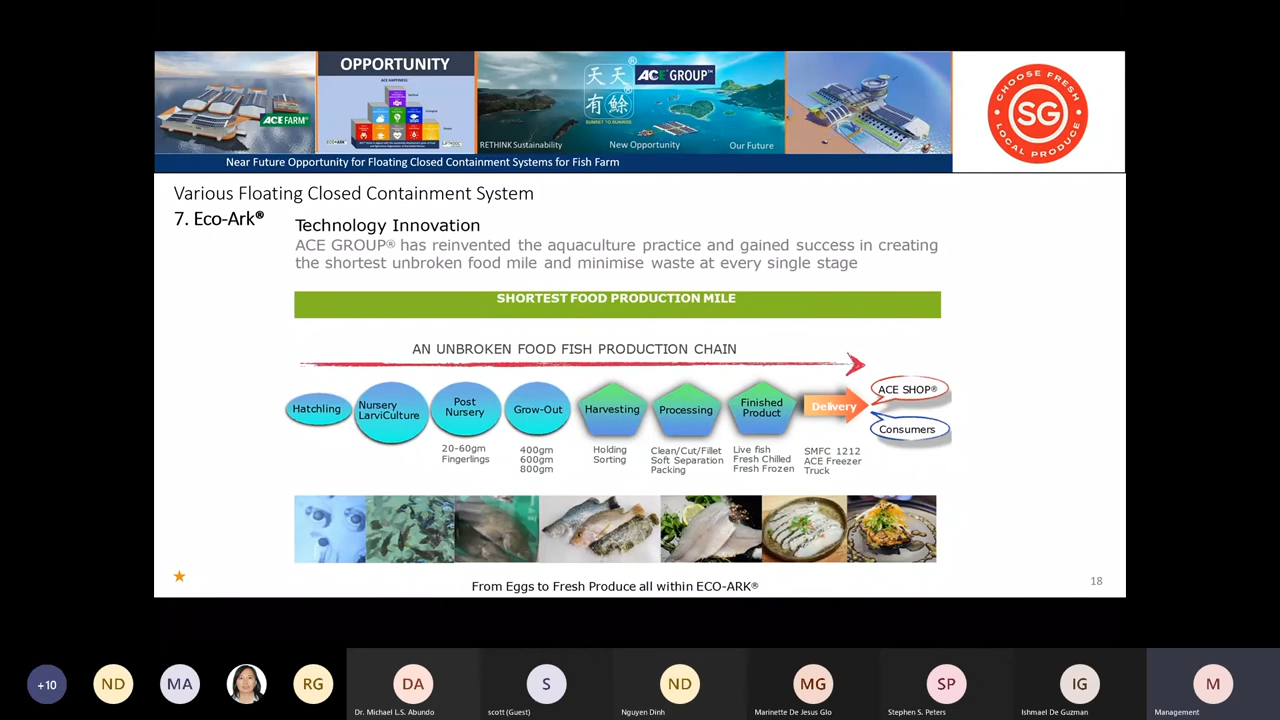 OPPORTUNITY
ACE HAPPINESS
ACE FARM®
天天
有餘
®
SUNSET TO SUNRISE
ACE GROUP™
RETHINK Sustainability
New Opportunity
Our Future
CHOOSE FRESH
SG
LOCAL PRODUCE
Near Future Opportunity for Floating Closed Containment Systems for Fish Farm
Various Floating Closed Containment System
7. Eco-Ark®
Technology Innovation
ACE GROUP® has reinvented the aquaculture practice and gained success in creating
the shortest unbroken food mile and minimise waste at every single stage
SHORTEST FOOD PRODUCTION MILE
AN UNBROKEN FOOD FISH PRODUCTION CHAIN
Hatchling
Nursery
LarviCulture
Post
Nursery
Grow-Out
Harvesting
Processing
Finished
Product
Delivery
ACE SHOP®
Consumers
20-60gm
Fingerlings
400gm
600gm
800gm
Holding
Sorting
Clean/Cut/Fillet
Soft Separation
Packing
Live fish
Fresh Chilled
Fresh Frozen
SMFC 1212
ACE Freezer
Truck
From Eggs to Fresh Produce all within ECO-ARK®
18
+10
ND
MA
RG
DA
Dr. Michael L.S. Abundo
S
scott (Guest)
ND
Nguyen Dinh
MG
Marinette De Jesus Glo
SP
Stephen S. Peters
IG
Ishmael De Guzman
M
Management